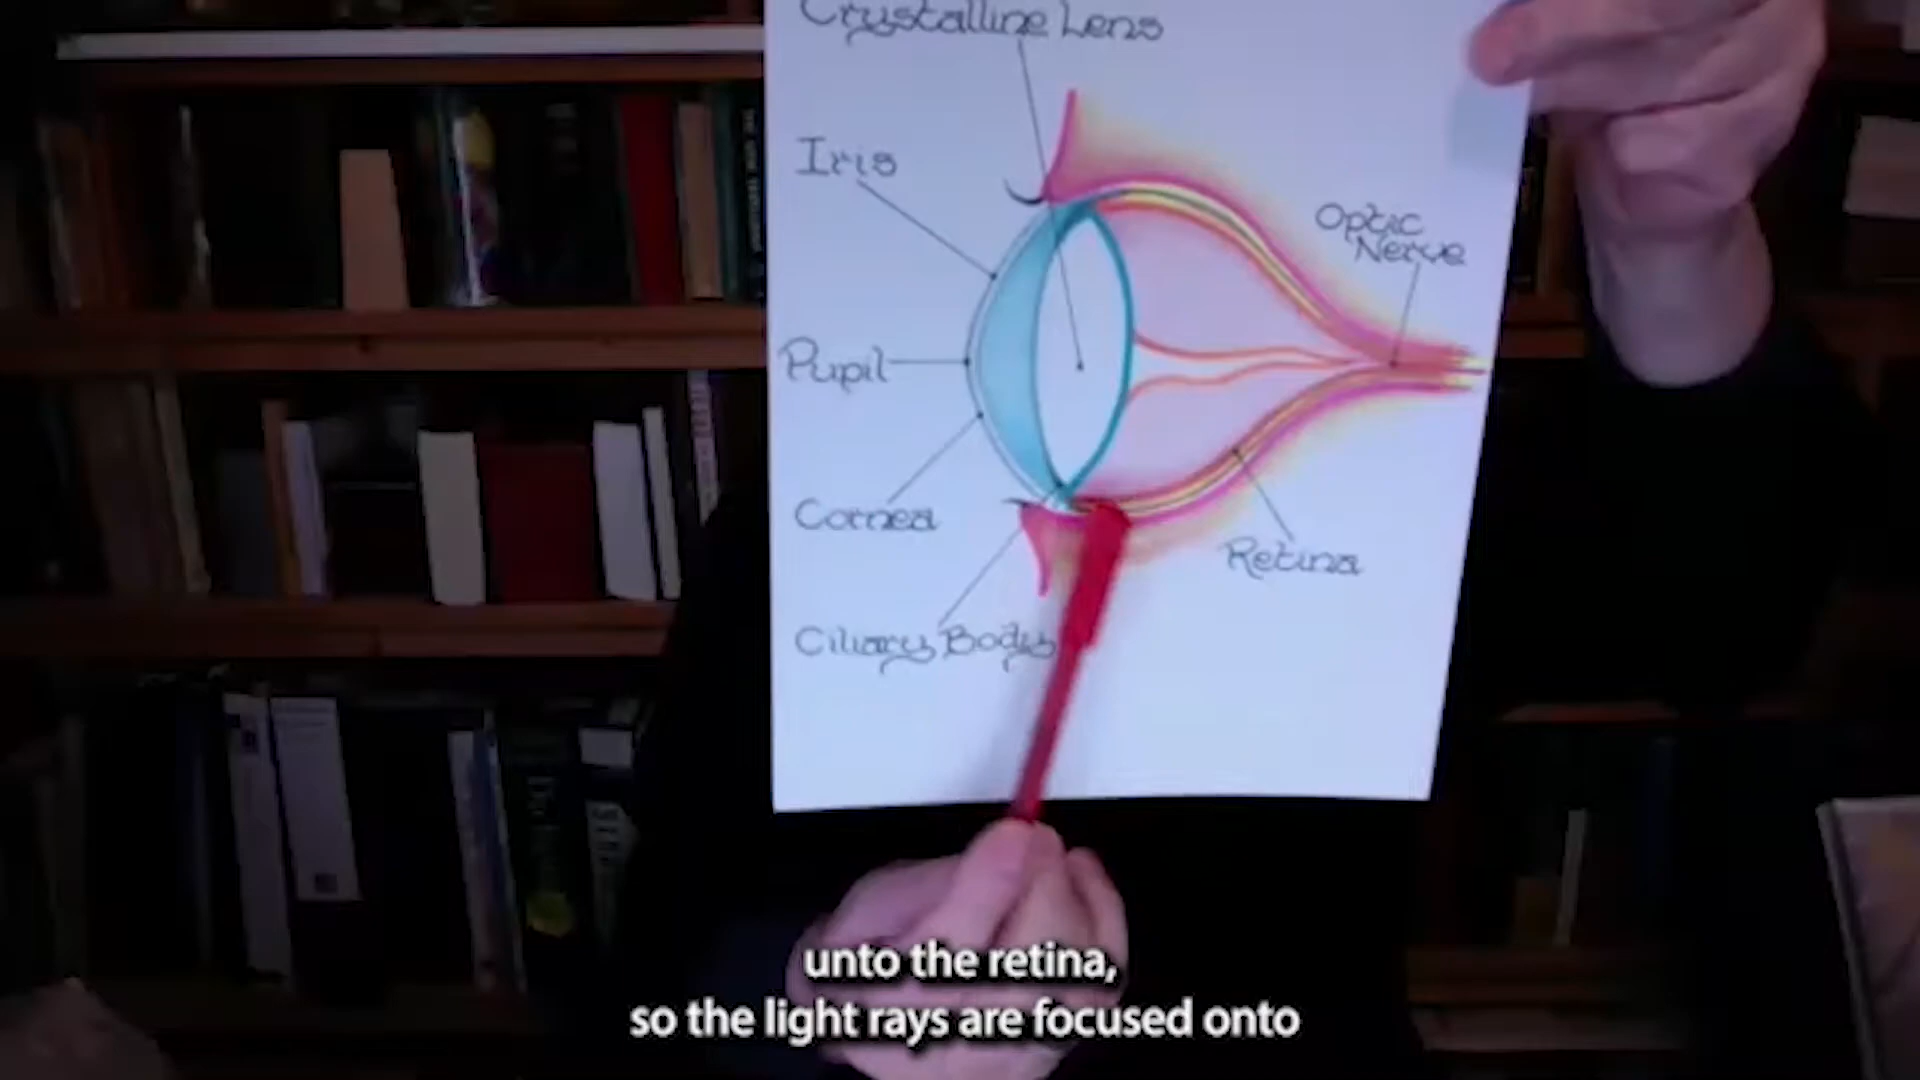 Crystalline Lens
Iris
Optic
Nerve
Pupil
Cornea
Retina
Ciliary Body
unto the retina,
so the light rays are focused onto